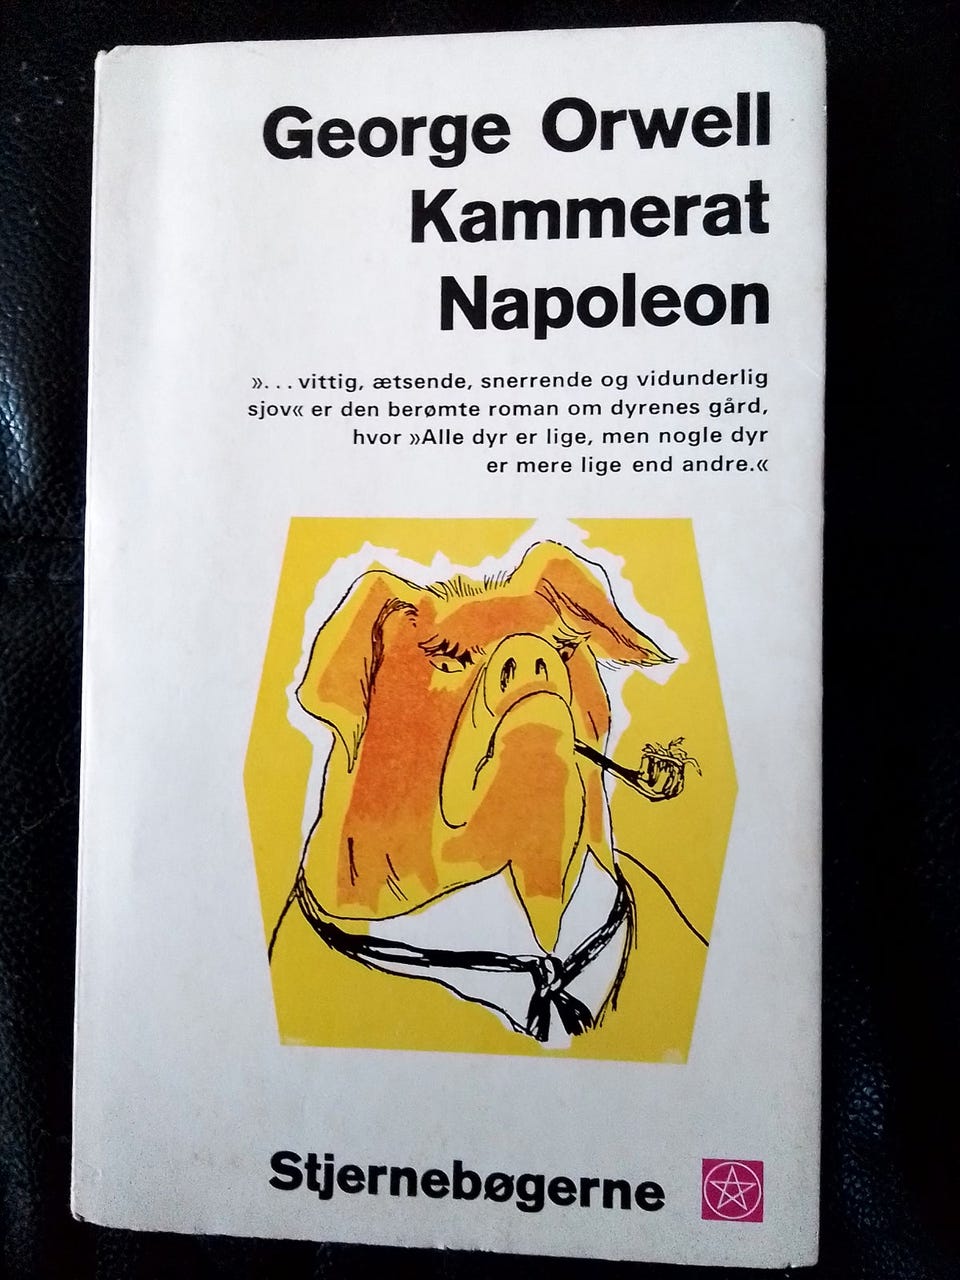 George Orwell
Kammerat
Napoleon
»...vittig, ætsende, snerrende og vidunderlig
sjov« er den berømte roman om dyrenes gård,
hvor »Alle dyr er lige, men nogle dyr
er mere lige end andre.«
Stjernebøgerne